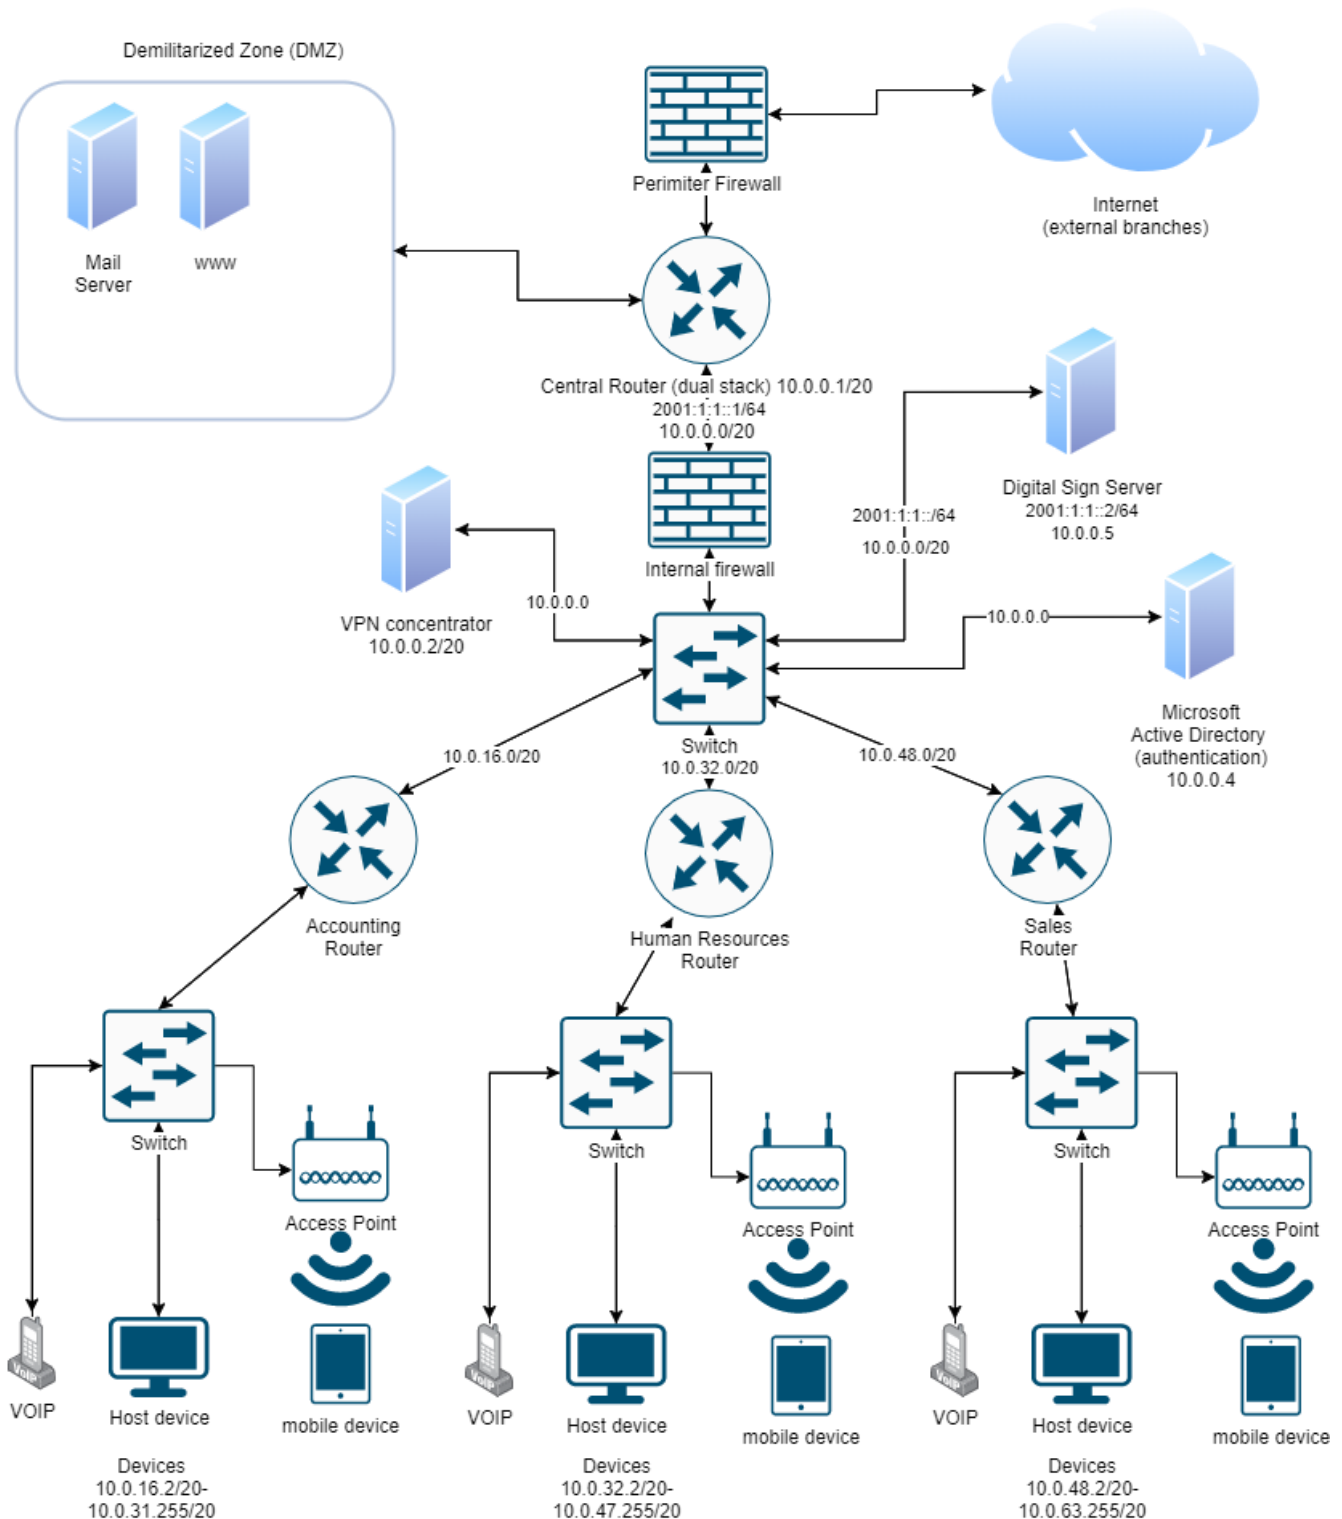 Demilitarized Zone (DMZ)
Mail
Server
www
Perimiter Firewall
Internet
(external branches)
Central Router (dual stack) 10.0.0.1/20
2001:1:1::1/64
10.0.0.0/20
Digital Sign Server
2001:1:1::2/64
10.0.0.5
2001:1:1::/64
10.0.0.0/20
Internal firewall
10.0.0.0
VPN concentrator
10.0.0.2/20
10.0.0.0
Microsoft
Active Directory
(authentication)
10.0.0.4
Switch
10.0.16.0/20
10.0.32.0/20
10.0.48.0/20
Accounting
Router
Human Resources
Router
Sales
Router
Switch
Access Point
VoIP
VOIP
Host device
mobile device
Devices
10.0.16.2/20-
10.0.31.255/20
Switch
Access Point
VoIP
VOIP
Host device
mobile device
Devices
10.0.32.2/20-
10.0.47.255/20
Switch
Access Point
VoIP
VOIP
Host device
mobile device
Devices
10.0.48.2/20-
10.0.63.255/20